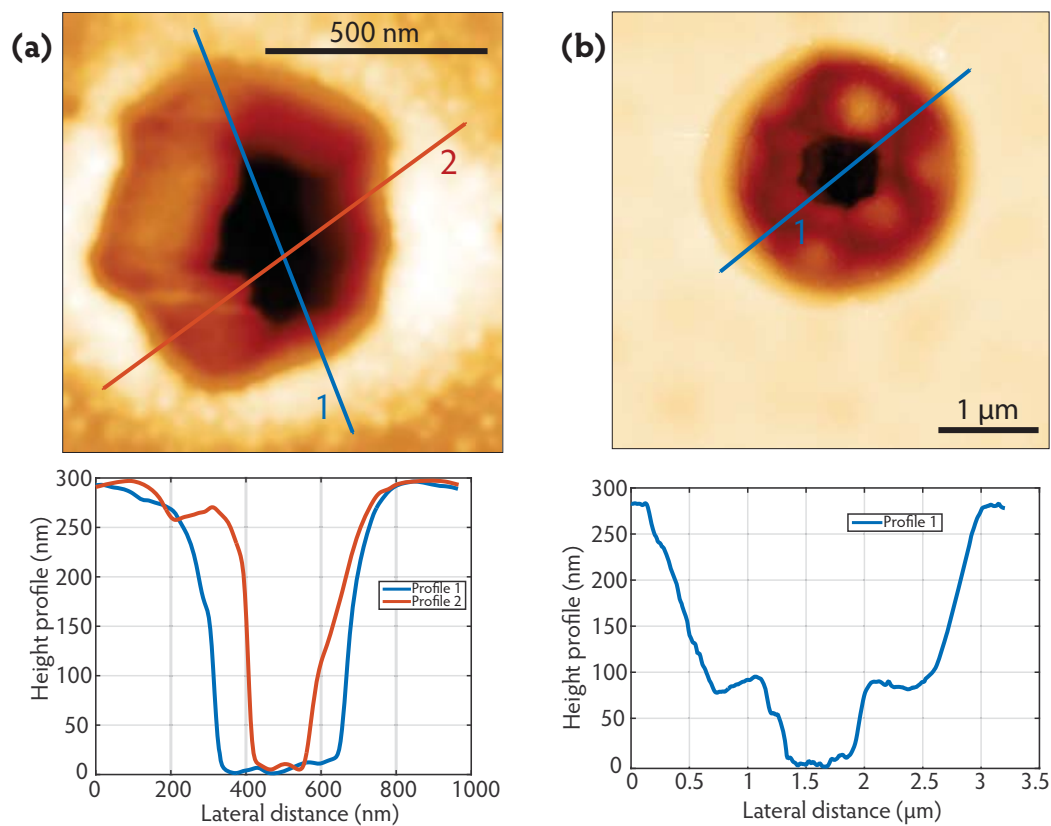 (a)
500 nm
2
1
300
250
200
150
100
50
0
Height profile (nm)
Profile 1
Profile 2
0 200 400 600 800 1000
Lateral distance (nm)
(b)
1
1 μm
300
250
200
150
100
50
0
Height profile (nm)
Profile 1
0 0.5 1 1.5 2 2.5 3 3.5
Lateral distance (μm)